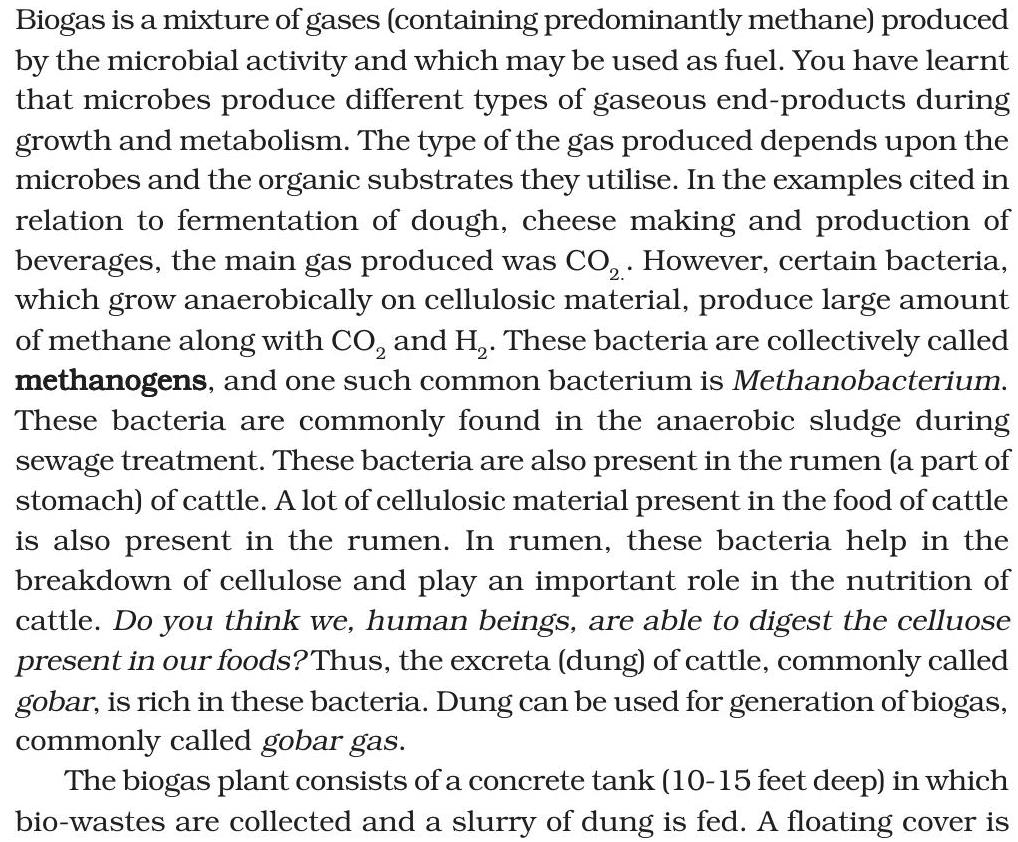 Biogas is a mixture of gases (containing predominantly methane) produced
by the microbial activity and which may be used as fuel. You have learnt
that microbes produce different types of gaseous end-products during
growth and metabolism. The type of the gas produced depends upon the
microbes and the organic substrates they utilise. In the examples cited in
relation to fermentation of dough, cheese making and production of
beverages, the main gas produced was CO₂.. However, certain bacteria,
which grow anaerobically on cellulosic material, produce large amount
of methane along with CO₂ and H₂. These bacteria are collectively called
methanogens, and one such common bacterium is Methanobacterium.
These bacteria are commonly found in the anaerobic sludge during
sewage treatment. These bacteria are also present in the rumen (a part of
stomach) of cattle. A lot of cellulosic material present in the food of cattle
is also present in the rumen. In rumen, these bacteria help in the
breakdown of cellulose and play an important role in the nutrition of
cattle. Do you think we, human beings, are able to digest the celluose
present in our foods? Thus, the excreta (dung) of cattle, commonly called
gobar, is rich in these bacteria. Dung can be used for generation of biogas,
commonly called gobar gas.
The biogas plant consists of a concrete tank (10-15 feet deep) in which
bio-wastes are collected and a slurry of dung is fed. A floating cover is